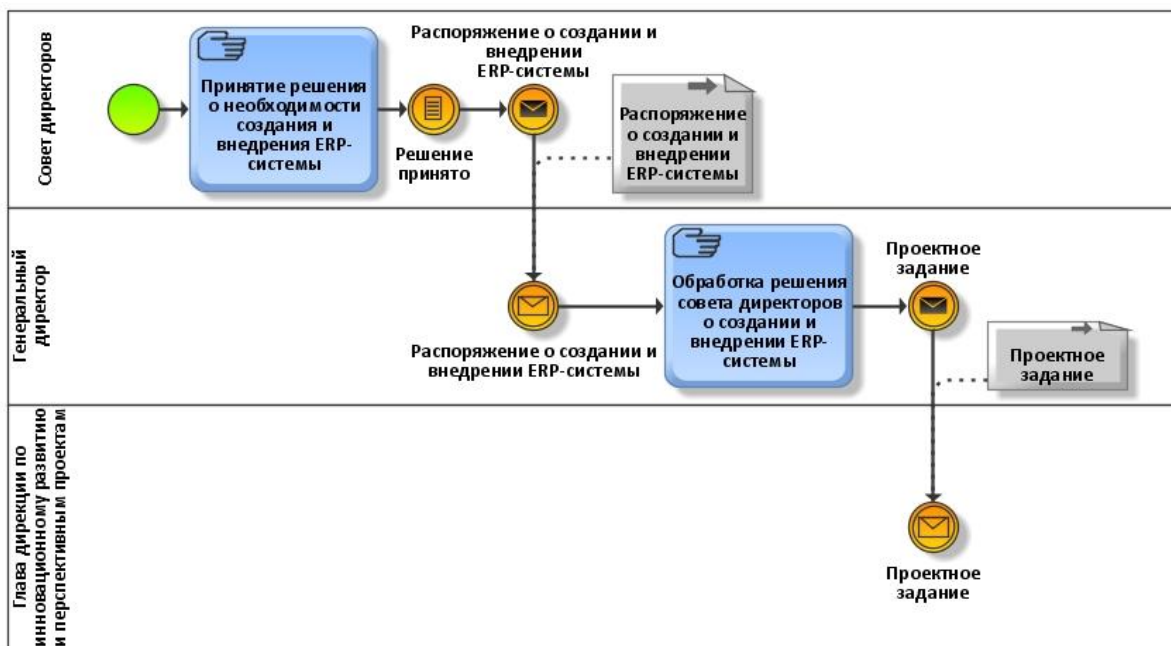 Совет директоров
Принятие решения
о необходимости
создания и
внедрения ERP-
системы
Решение
принято
Распоряжение о создании и
внедрении
ERP-системы
Распоряжение
о создании и
внедрении
ERP-системы
Генеральный
директор
Распоряжение о создании и
внедрении ERP-системы
Обработка решения
совета директоров
о создании и
внедрении ERP-
системы
Проектное
задание
Проектное
задание
Глава дирекции по
инновационному развитию
и перспективным проектам
Проектное
задание